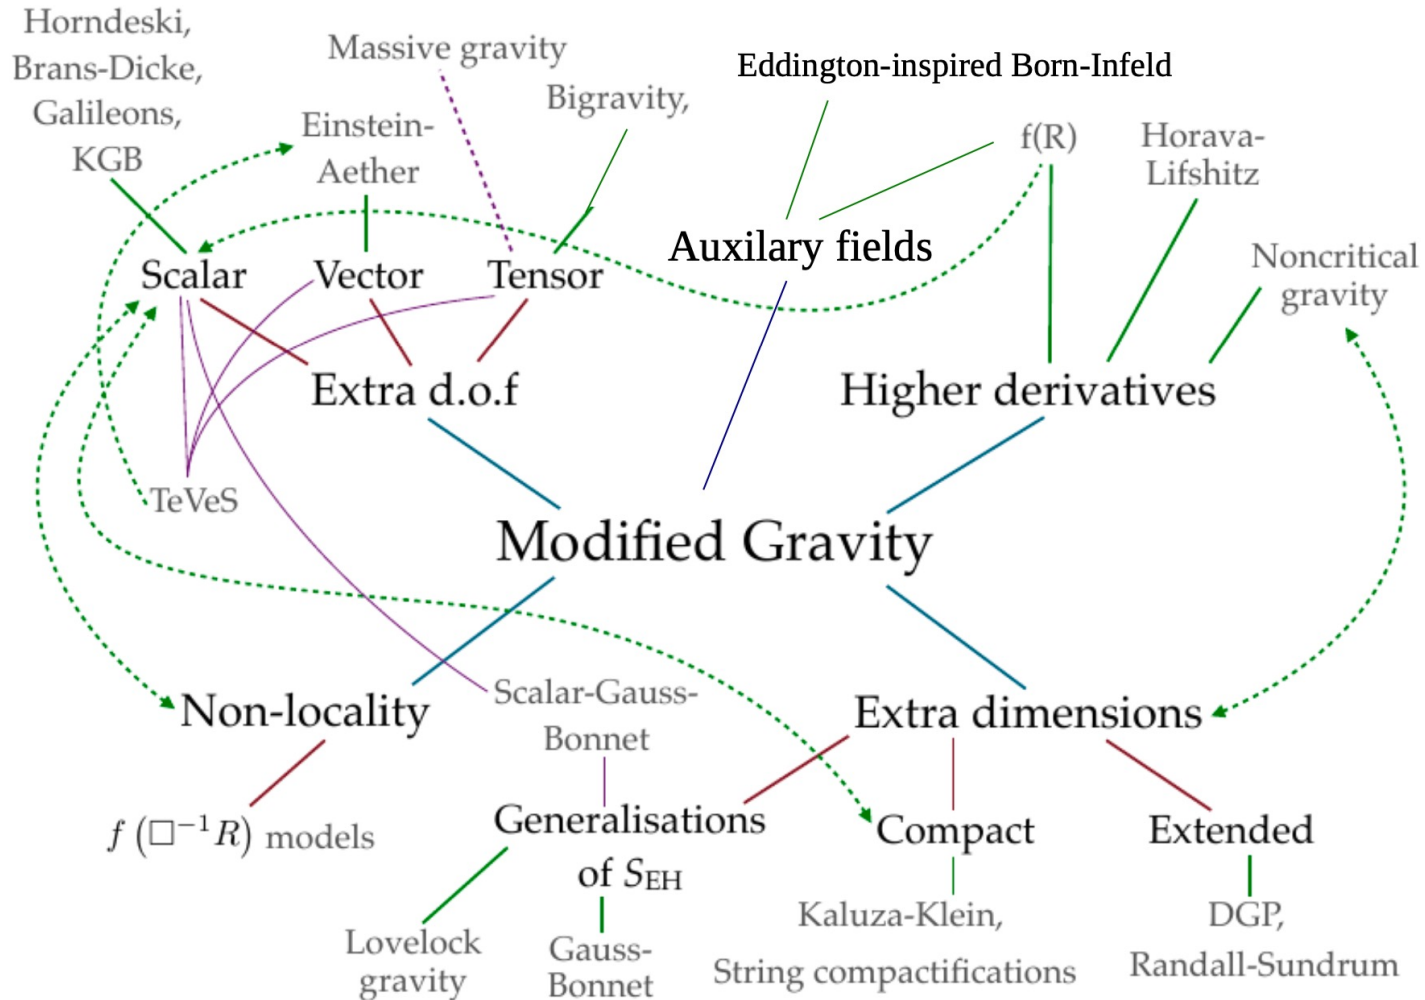 Horndeski,
Brans-Dicke,
Galileons,
KGB
Massive gravity
Bigravity,
Einstein-
Aether
Eddington-inspired Born-Infeld
f(R)
Horava-
Lifshitz
Noncritical
gravity
Auxilary fields
Scalar
Vector
Tensor
Extra d.o.f
Higher derivatives
TeVeS
Modified Gravity
Non-locality
Scalar-Gauss-
Bonnet
Extra dimensions
f (□⁻¹R) models
Generalisations
of S_EH
Compact
Extended
Lovelock
gravity
Gauss-
Bonnet
Kaluza-Klein,
String compactifications
DGP,
Randall-Sundrum